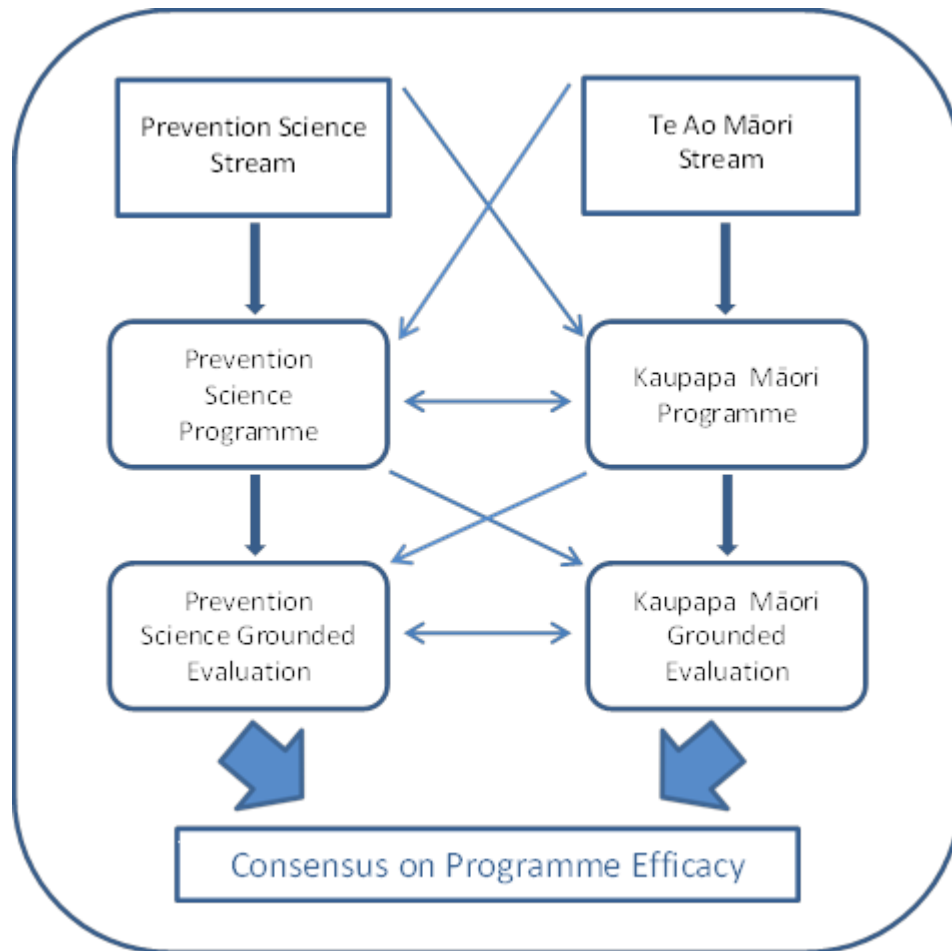 Prevention Science
Stream
Te Ao Māori
Stream
Prevention
Science
Programme
Kaupapa Māori
Programme
Prevention
Science Grounded
Evaluation
Kaupapa Māori
Grounded
Evaluation
Consensus on Programme Efficacy